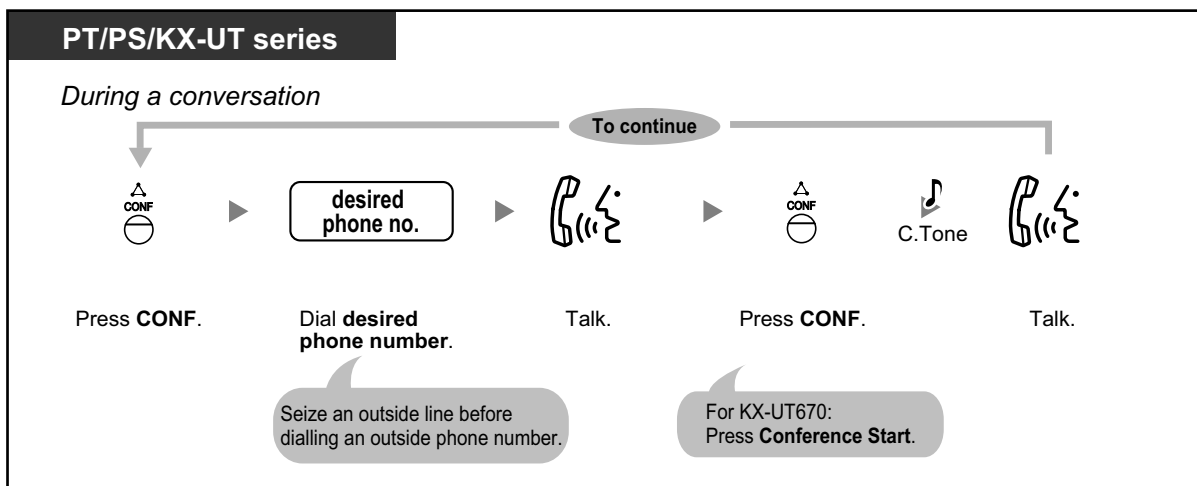 PT/PS/KX-UT series
During a conversation
To continue
CONF
desired
phone no.
CONF
C.Tone
Press CONF.
Dial desired
phone number.
Talk.
Press CONF.
Talk.
Seize an outside line before
dialling an outside phone number.
For KX-UT670:
Press Conference Start.